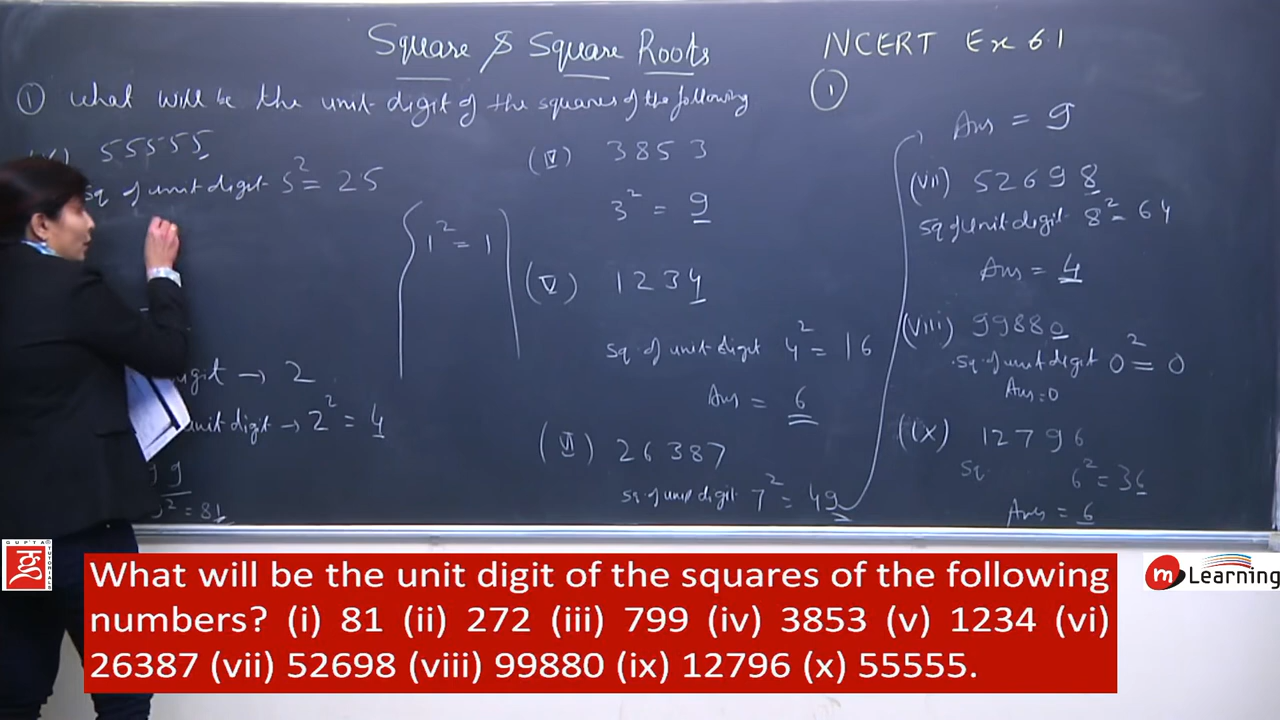 Square & Square Roots
NCERT Ex 6.1
① What will be the unit-digit of the squares of the following
①
55555
sq of unit digit 5² = 25
digit → 2
unit digit → 2² = 4
99
² = 81
1² = 1
(IV) 3853
3² = 9
(V) 1234
sq. of unit digit 4² = 16
Ans = 6
(VI) 26387
sq. of unit digit 7² = 49
Ans = 9
(vii) 52698
sq of unit digit 8² = 64
Ans = 4
(viii) 99880
sq. of unit digit 0² = 0
Ans = 0
(ix) 12796
sq. 6² = 36
Ans = 6
GUPTA TUTORIALS
m Learning
What will be the unit digit of the squares of the following
numbers? (i) 81 (ii) 272 (iii) 799 (iv) 3853 (v) 1234 (vi)
26387 (vii) 52698 (viii) 99880 (ix) 12796 (x) 55555.